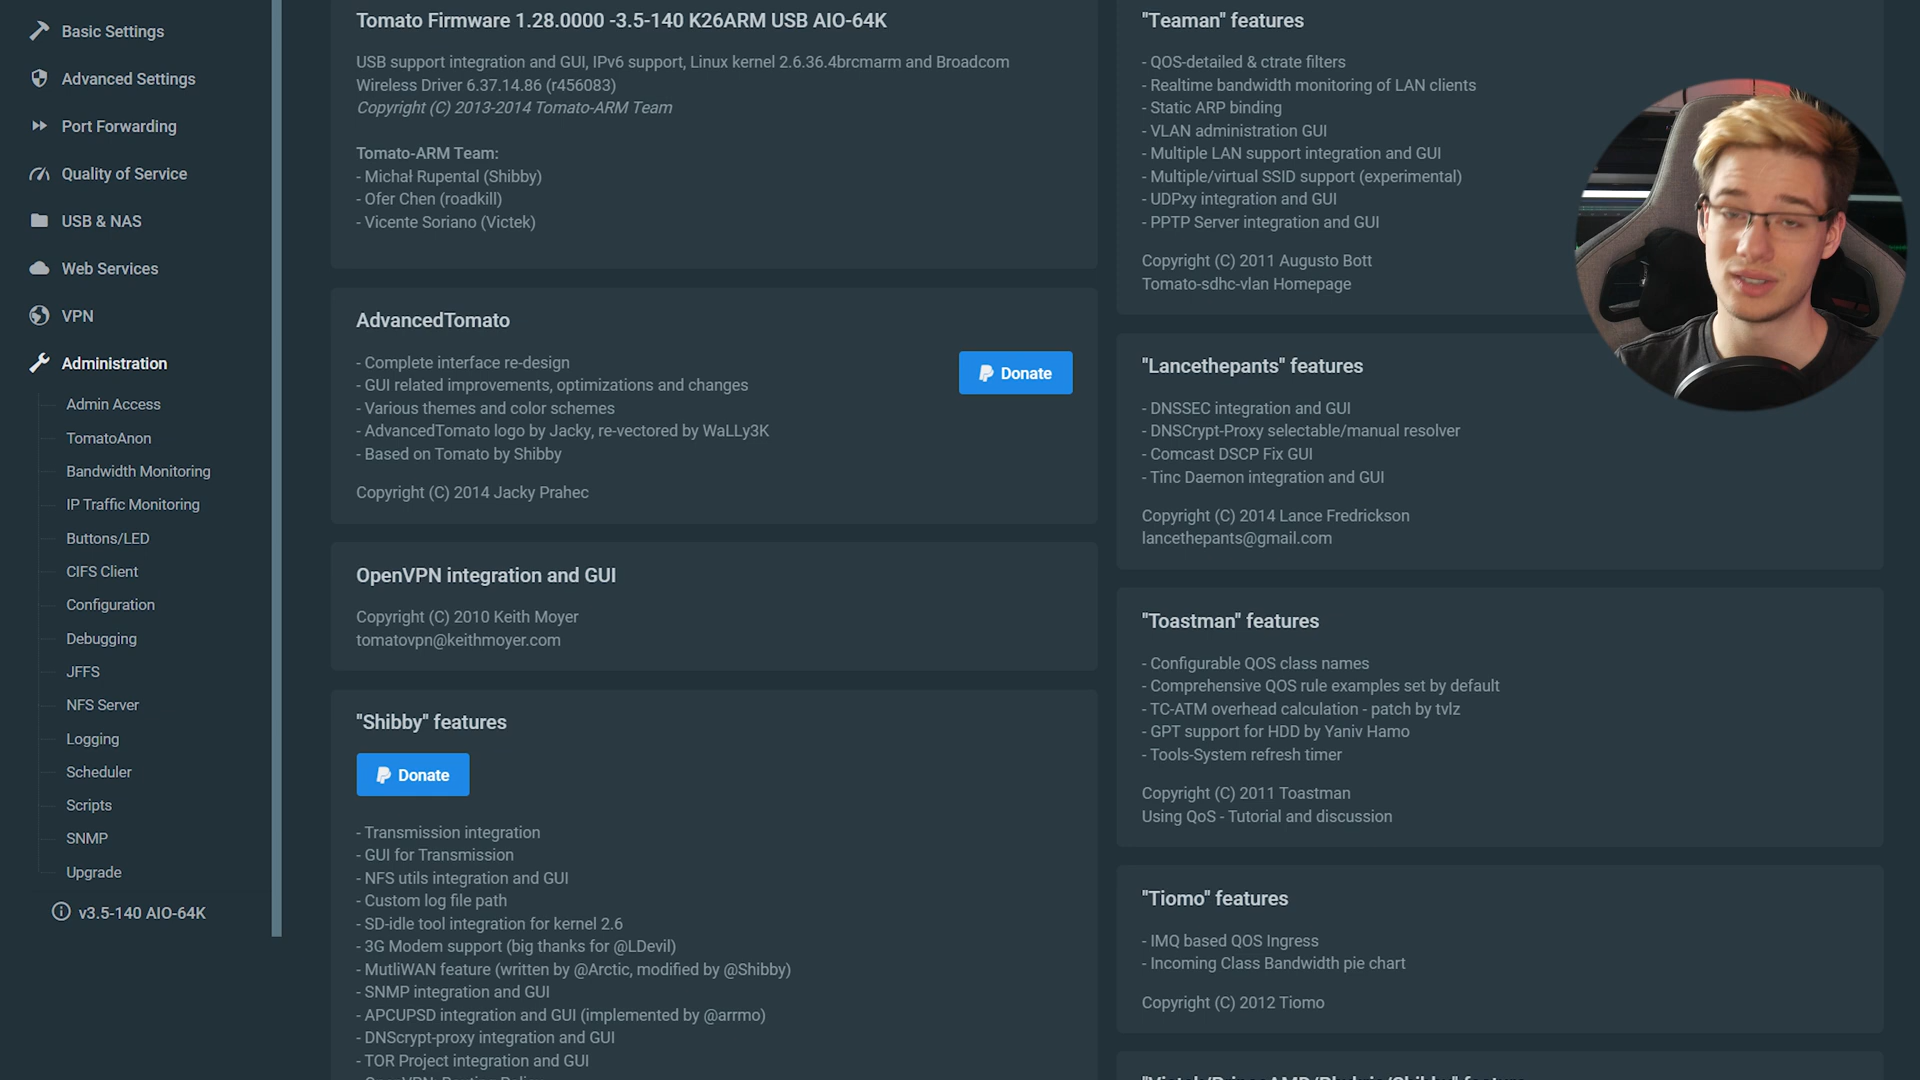 Basic Settings
Advanced Settings
Port Forwarding
Quality of Service
USB & NAS
Web Services
VPN
Administration
Admin Access
TomatoAnon
Bandwidth Monitoring
IP Traffic Monitoring
Buttons/LED
CIFS Client
Configuration
Debugging
JFFS
NFS Server
Logging
Scheduler
Scripts
SNMP
Upgrade
v3.5-140 AIO-64K
Tomato Firmware 1.28.0000 -3.5-140 K26ARM USB AIO-64K
USB support integration and GUI, IPv6 support, Linux kernel 2.6.36.4brcmarm and Broadcom
Wireless Driver 6.37.14.86 (r456083)
Copyright (C) 2013-2014 Tomato-ARM Team
Tomato-ARM Team:
- Michał Rupental (Shibby)
- Ofer Chen (roadkill)
- Vicente Soriano (Victek)
AdvancedTomato
- Complete interface re-design
- GUI related improvements, optimizations and changes
- Various themes and color schemes
- AdvancedTomato logo by Jacky, re-vectored by WaLLy3K
- Based on Tomato by Shibby
Donate
Copyright (C) 2014 Jacky Prahec
OpenVPN integration and GUI
Copyright (C) 2010 Keith Moyer
tomatovpn@keithmoyer.com
"Shibby" features
Donate
- Transmission integration
- GUI for Transmission
- NFS utils integration and GUI
- Custom log file path
- SD-idle tool integration for kernel 2.6
- 3G Modem support (big thanks for @LDevil)
- MutliWAN feature (written by @Arctic, modified by @Shibby)
- SNMP integration and GUI
- APCUPSD integration and GUI (implemented by @arrmo)
- DNScrypt-proxy integration and GUI
- TOR Project integration and GUI
"Teaman" features
- QOS-detailed & ctrate filters
- Realtime bandwidth monitoring of LAN clients
- Static ARP binding
- VLAN administration GUI
- Multiple LAN support integration and GUI
- Multiple/virtual SSID support (experimental)
- UDPxy integration and GUI
- PPTP Server integration and GUI
Copyright (C) 2011 Augusto Bott
Tomato-sdhc-vlan Homepage
"Lancethepants" features
- DNSSEC integration and GUI
- DNSCrypt-Proxy selectable/manual resolver
- Comcast DSCP Fix GUI
- Tinc Daemon integration and GUI
Copyright (C) 2014 Lance Fredrickson
lancethepants@gmail.com
"Toastman" features
- Configurable QOS class names
- Comprehensive QOS rule examples set by default
- TC-ATM overhead calculation - patch by tvlz
- GPT support for HDD by Yaniv Hamo
- Tools-System refresh timer
Copyright (C) 2011 Toastman
Using QoS - Tutorial and discussion
"Tiomo" features
- IMQ based QOS Ingress
- Incoming Class Bandwidth pie chart
Copyright (C) 2012 Tiomo